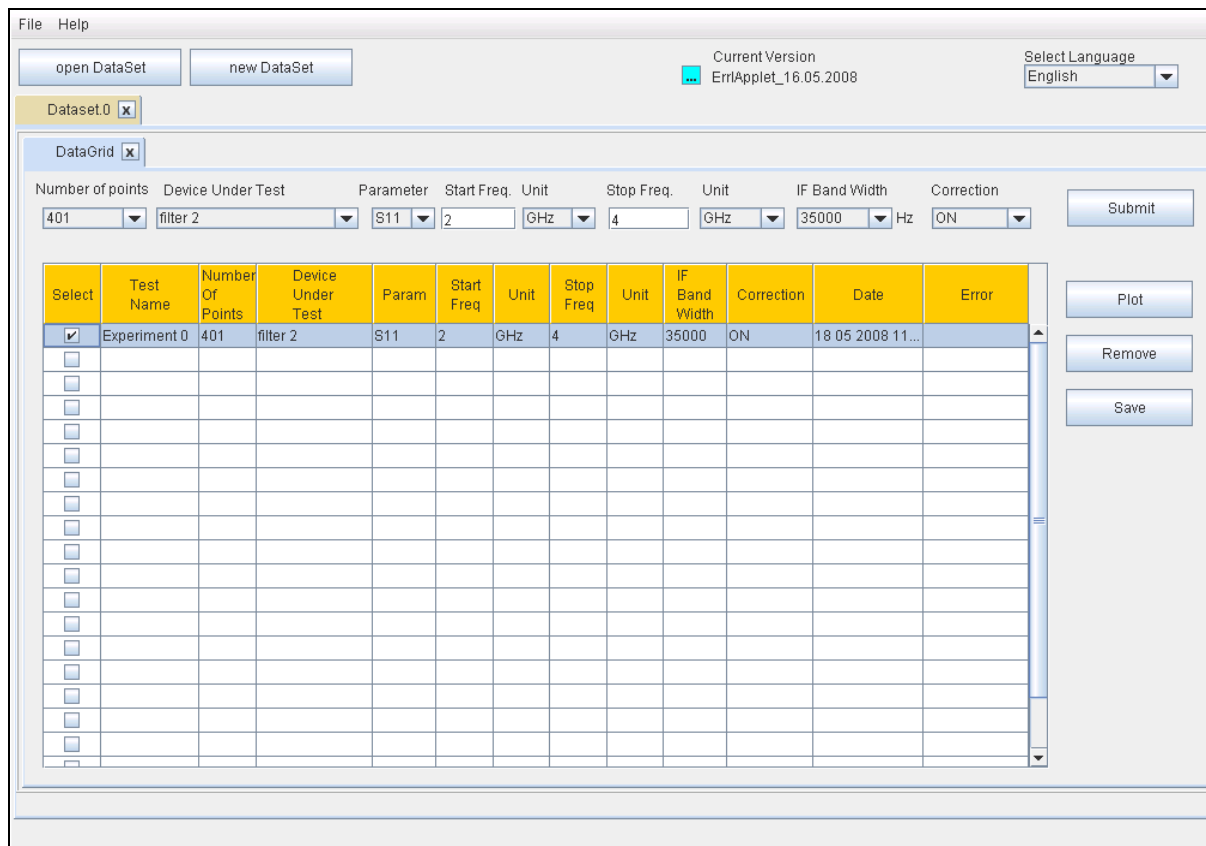 File Help
open DataSet new DataSet Current Version Select Language
... ErrlApplet_16.05.2008 English
Dataset.0 x
DataGrid x
Number of points Device Under Test Parameter Start Freq. Unit Stop Freq. Unit IF Band Width Correction
401 filter 2 S11 2 GHz 4 GHz 35000 Hz ON Submit
Select Test Name Number Of Points Device Under Test Param Start Freq Unit Stop Freq Unit IF Band Width Correction Date Error
Experiment 0 401 filter 2 S11 2 GHz 4 GHz 35000 ON 18 05 2008 11...
Plot
Remove
Save